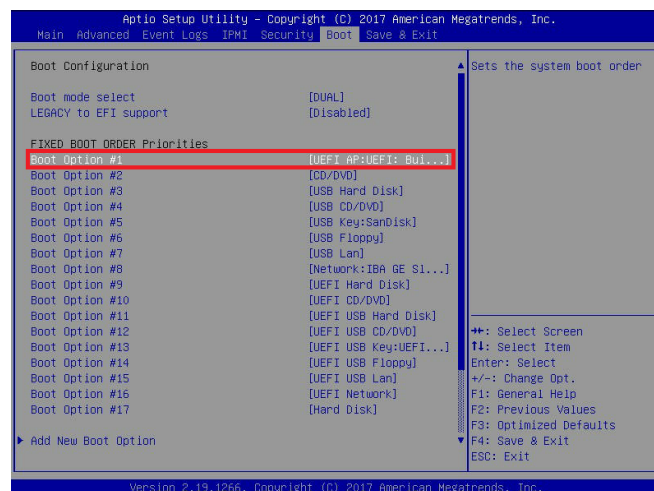 Aptio Setup Utility – Copyright (C) 2017 American Megatrends, Inc.
Main Advanced Event Logs IPMI Security Boot Save & Exit
Boot Configuration
Boot mode select [DUAL]
LEGACY to EFI support [Disabled]
FIXED BOOT ORDER Priorities
Boot Option #1 [UEFI AP:UEFI: Bui...]
Boot Option #2 [CD/DVD]
Boot Option #3 [USB Hard Disk]
Boot Option #4 [USB CD/DVD]
Boot Option #5 [USB Key:SanDisk]
Boot Option #6 [USB Floppy]
Boot Option #7 [USB Lan]
Boot Option #8 [Network:IBA GE Sl...]
Boot Option #9 [UEFI Hard Disk]
Boot Option #10 [UEFI CD/DVD]
Boot Option #11 [UEFI USB Hard Disk]
Boot Option #12 [UEFI USB CD/DVD]
Boot Option #13 [UEFI USB Key:UEFI...]
Boot Option #14 [UEFI USB Floppy]
Boot Option #15 [UEFI USB Lan]
Boot Option #16 [UEFI Network]
Boot Option #17 [Hard Disk]
Add New Boot Option
Sets the system boot order
→←: Select Screen
↑↓: Select Item
Enter: Select
+/-: Change Opt.
F1: General Help
F2: Previous Values
F3: Optimized Defaults
F4: Save & Exit
ESC: Exit
Version 2.19.1266. Copyright (C) 2017 American Megatrends, Inc.